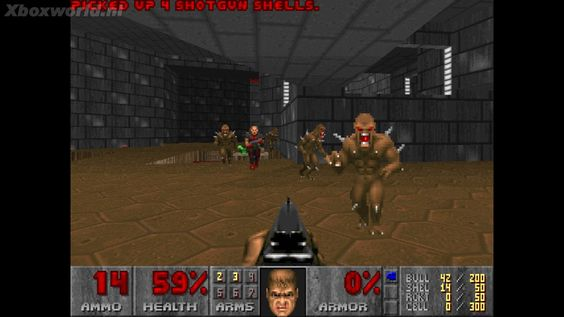 Xboxworld.nl
PICKED UP 4 SHOTGUN SHELLS.
14 59% 2 3 4 0% BULL 42 / 200
5 6 7 SHEL 14 / 50
RCKT 0 / 50
AMMO HEALTH ARMS ARMOR CELL 0 / 300